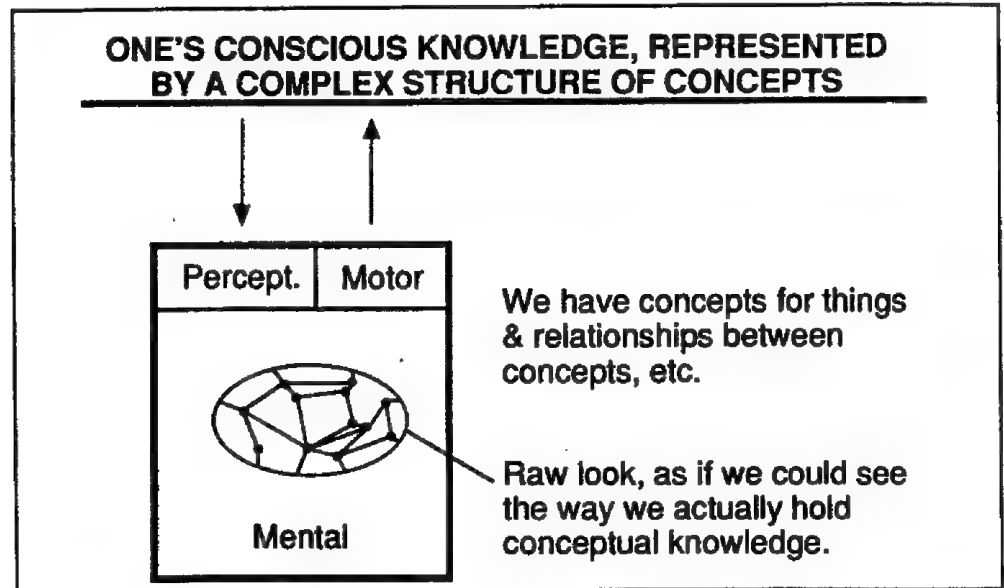 ONE'S CONSCIOUS KNOWLEDGE, REPRESENTED
BY A COMPLEX STRUCTURE OF CONCEPTS
Percept.
Motor
We have concepts for things
& relationships between
concepts, etc.
Raw look, as if we could see
the way we actually hold
conceptual knowledge.
Mental